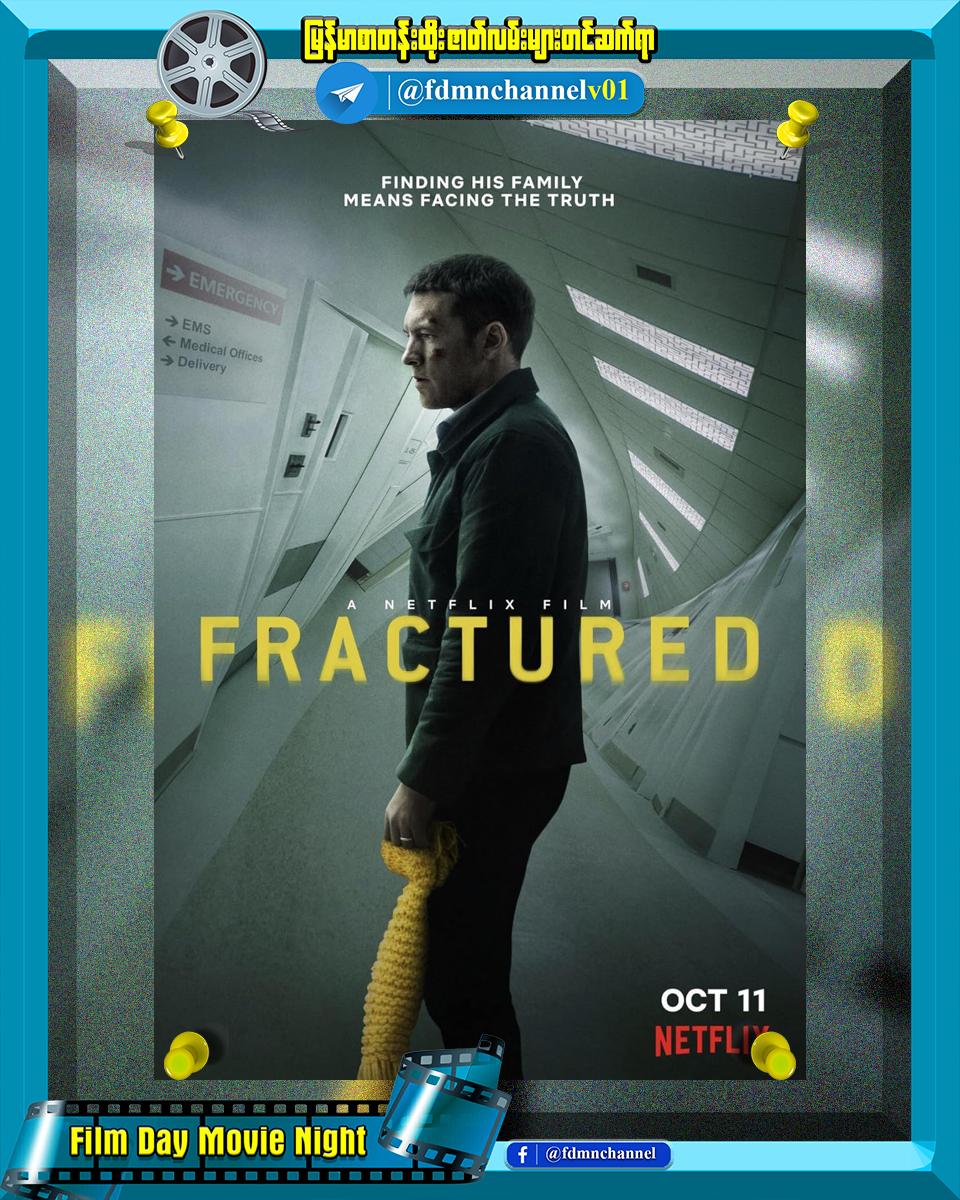 မြန်မာစာတန်းထိုးဇာတ်လမ်းများတင်ဆက်ရာ
@fdmnchannelv01
FINDING HIS FAMILY
MEANS FACING THE TRUTH
EMERGENCY
EMS
Medical Offices
Delivery
A NETFLIX FILM
FRACTURED
OCT 11
NETFLIX
Film Day Movie Night
@fdmnchannel